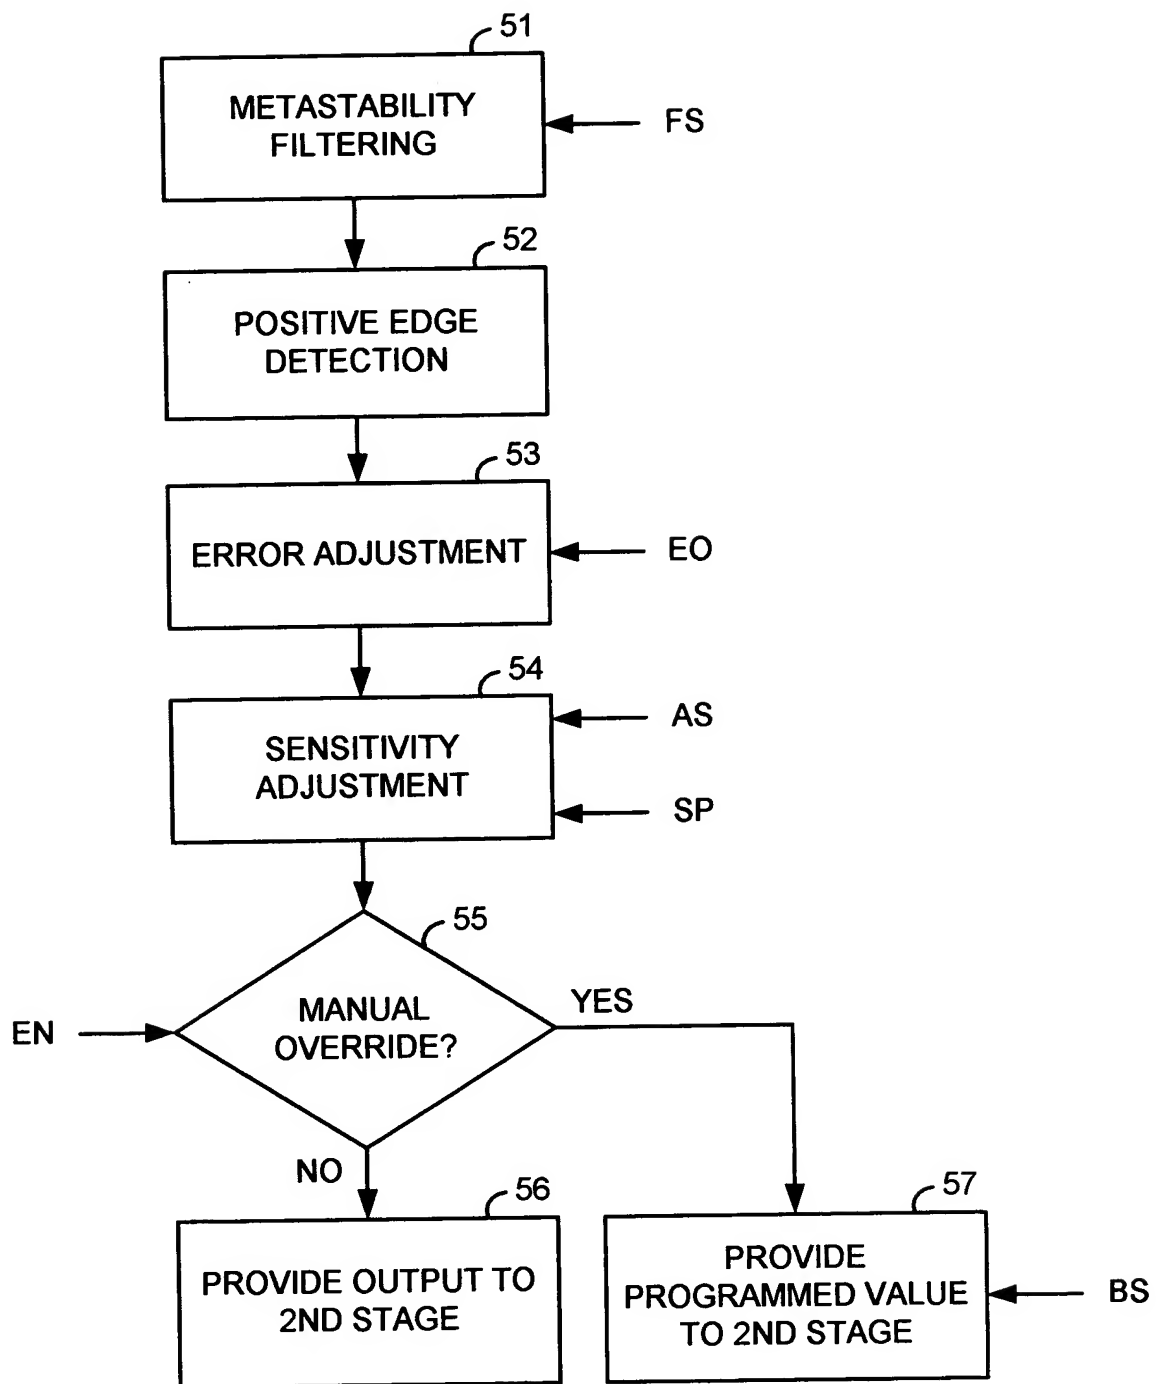 51
METASTABILITY
FILTERING
FS
52
POSITIVE EDGE
DETECTION
53
ERROR ADJUSTMENT
EO
54
SENSITIVITY
ADJUSTMENT
AS
SP
55
MANUAL
OVERRIDE?
EN
YES
NO
56
PROVIDE OUTPUT TO
2ND STAGE
57
PROVIDE
PROGRAMMED VALUE
TO 2ND STAGE
BS